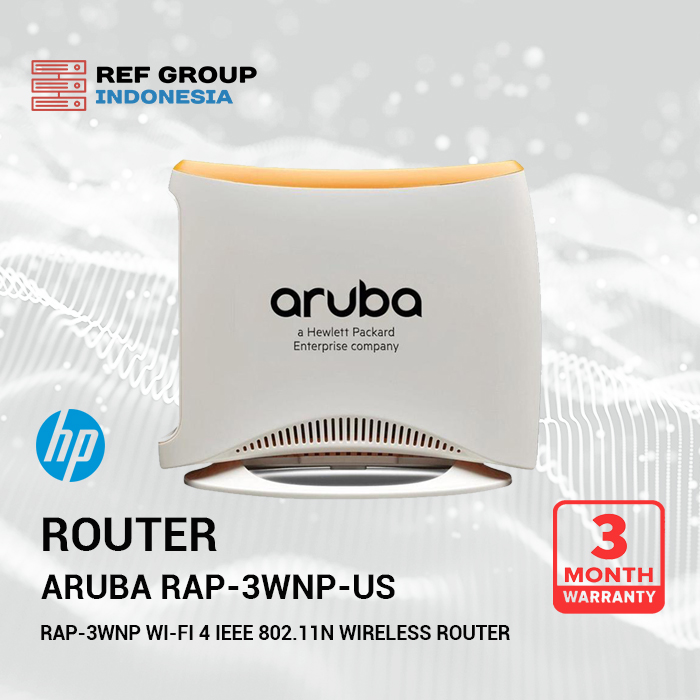 REF GROUP
INDONESIA
aruba
a Hewlett Packard
Enterprise company
hp
ROUTER
ARUBA RAP-3WNP-US
RAP-3WNP WI-FI 4 IEEE 802.11N WIRELESS ROUTER
3
MONTH
WARRANTY